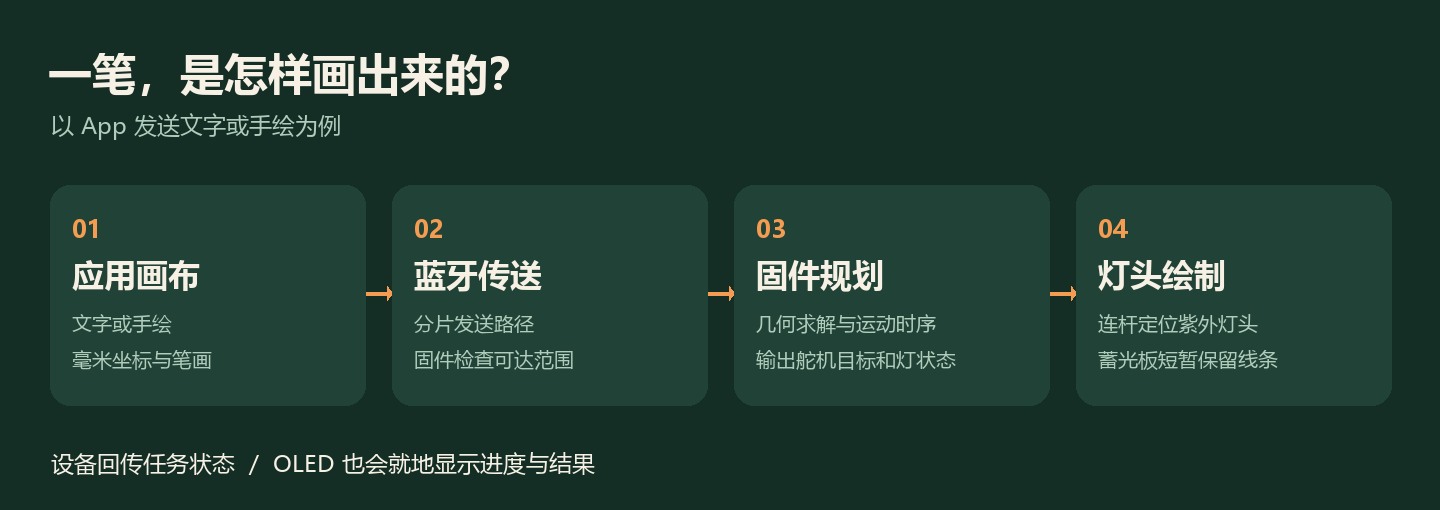 一笔，是怎样画出来的？
以 App 发送文字或手绘为例
01
应用画布
文字或手绘
毫米坐标与笔画
02
蓝牙传送
分片发送路径
固件检查可达范围
03
固件规划
几何求解与运动时序
输出舵机目标和灯状态
04
灯头绘制
连杆定位紫外灯头
蓄光板短暂保留线条
设备回传任务状态 / OLED 也会就地显示进度与结果